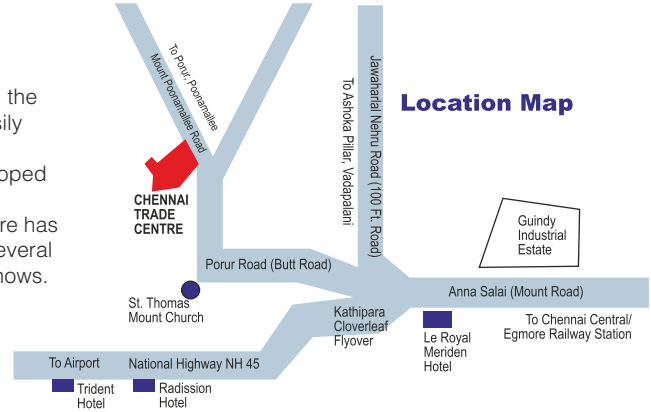 the
sily
oped
re has
everal
nows.
To Porur, Poonamallee
Mount Poonamallee Road
CHENNAI
TRADE
CENTRE
To Ashoka Pillar, Vadapalani
Jawaharlal Nehru Road (100 Ft. Road)
Location Map
Guindy
Industrial
Estate
Porur Road (Butt Road)
Anna Salai (Mount Road)
St. Thomas
Mount Church
Kathipara
Cloverleaf
Flyover
Le Royal
Meriden
Hotel
To Chennai Central/
Egmore Railway Station
To Airport
National Highway NH 45
Trident
Hotel
Radission
Hotel